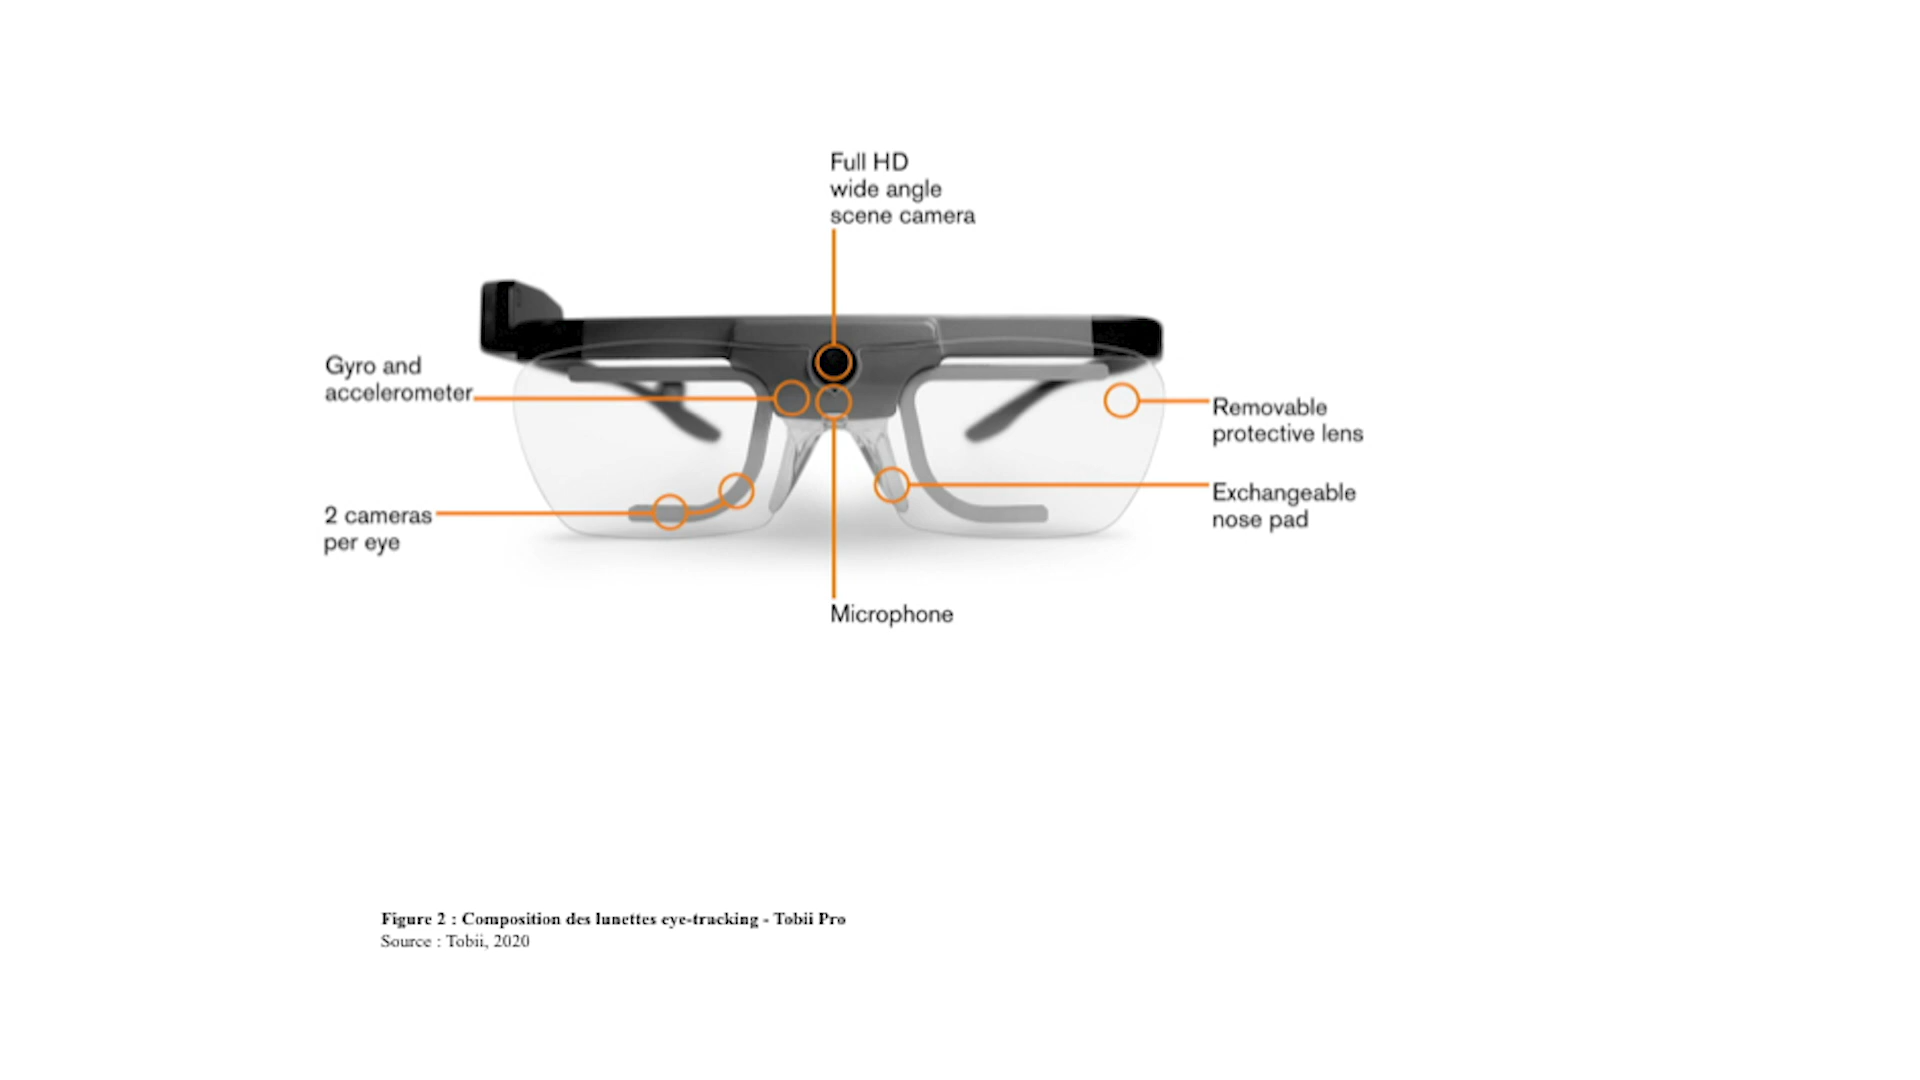 Full HD
wide angle
scene camera
Gyro and
accelerometer
Removable
protective lens
Exchangeable
nose pad
2 cameras
per eye
Microphone
Figure 2 : Composition des lunettes eye-tracking - Tobii Pro
Source : Tobii, 2020